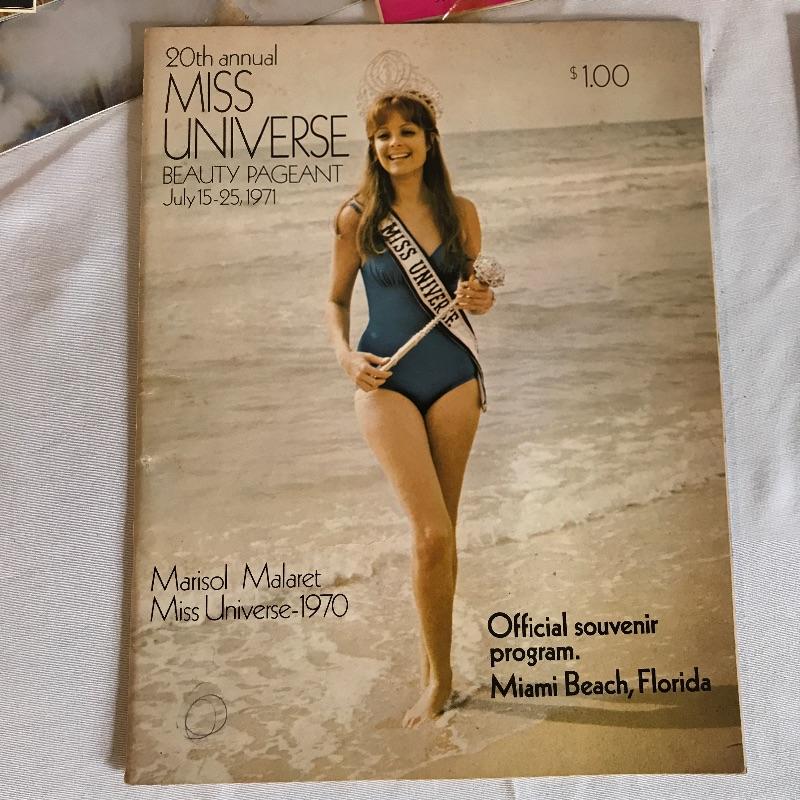 20th annual
MISS
UNIVERSE
BEAUTY PAGEANT
July 15-25, 1971
$1.00
MISS UNIVERSE
Marisol Malaret
Miss Universe-1970
Official souvenir
program.
Miami Beach, Florida